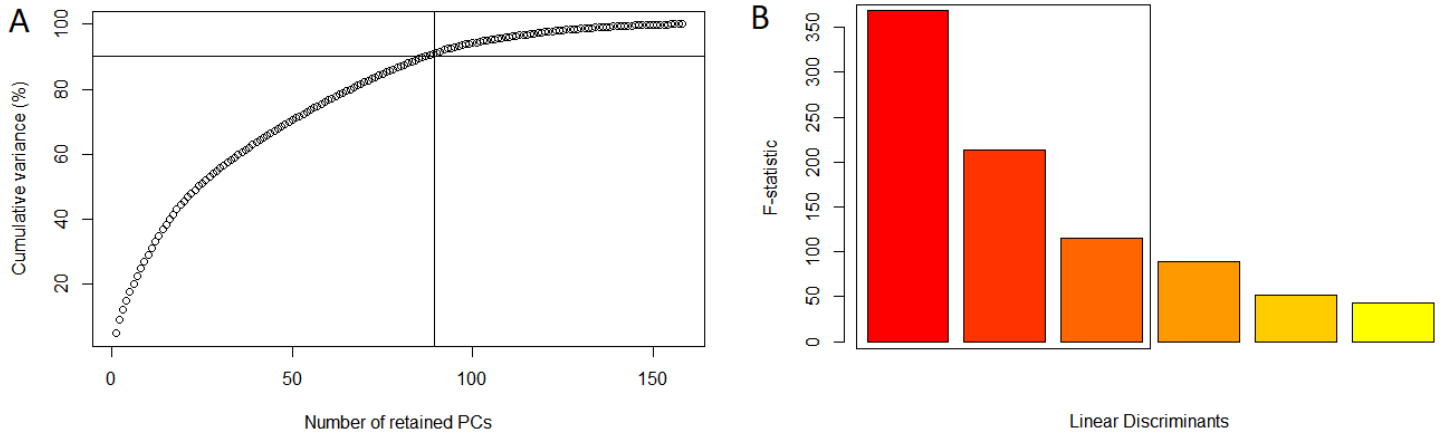 A
Cumulative variance (%)
100
80
60
40
20
0 50 100 150
Number of retained PCs
B
F-statistic
350
300
250
200
150
100
50
0
Linear Discriminants